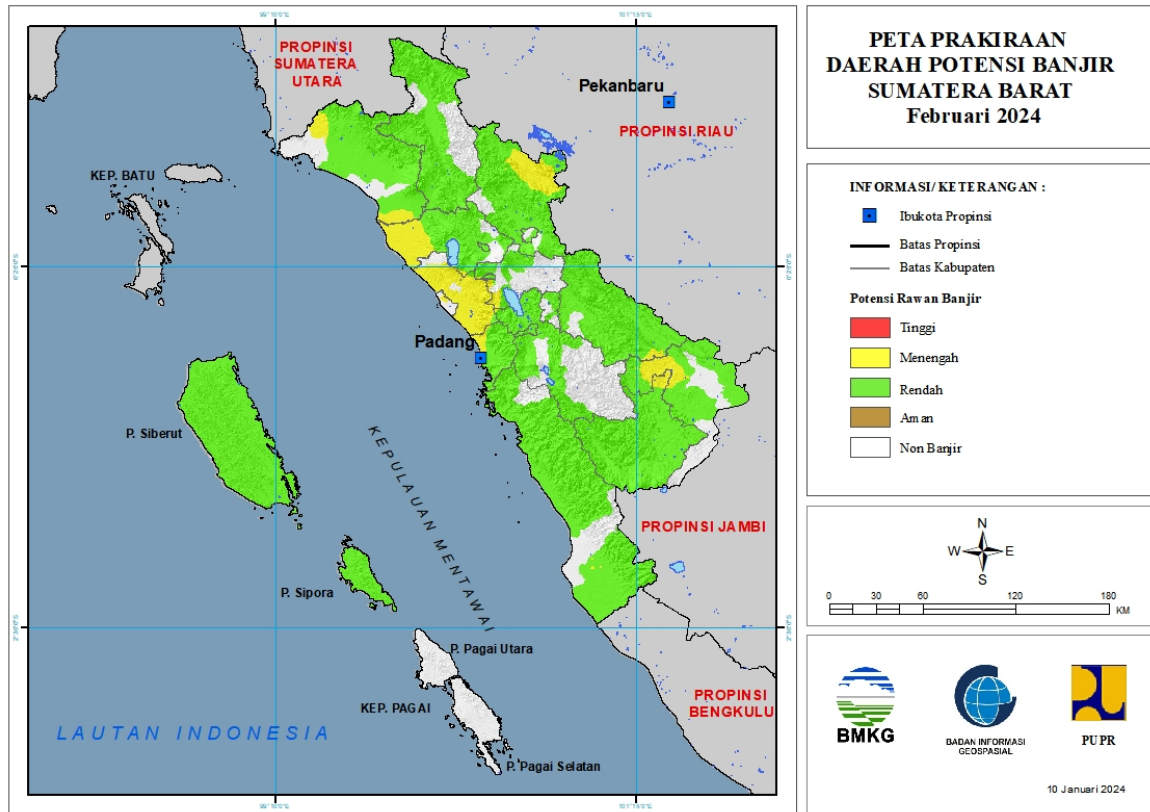 PETA PRAKIRAAN
DAERAH POTENSI BANJIR
SUMATERA BARAT
Februari 2024
INFORMASI/ KETERANGAN :
Ibukota Propinsi
Batas Propinsi
Batas Kabupaten
Potensi Rawan Banjir
Tinggi
Menengah
Rendah
Aman
Non Banjir
N
W
E
S
0
30
60
120
180
KM
BMKG
BADAN INFORMASI
GEOSPASIAL
PUPR
10 Januari 2024
PROPINSI
SUMATERA
UTARA
Pekanbaru
PROPINSI RIAU
KEP. BATU
Padang
P. Siberut
KEPULAUAN MENTAWAI
PROPINSI JAMBI
P. Sipora
P. Pagai Utara
KEP. PAGAI
PROPINSI
BENGKULU
LAUTAN INDONESIA
P. Pagai Selatan